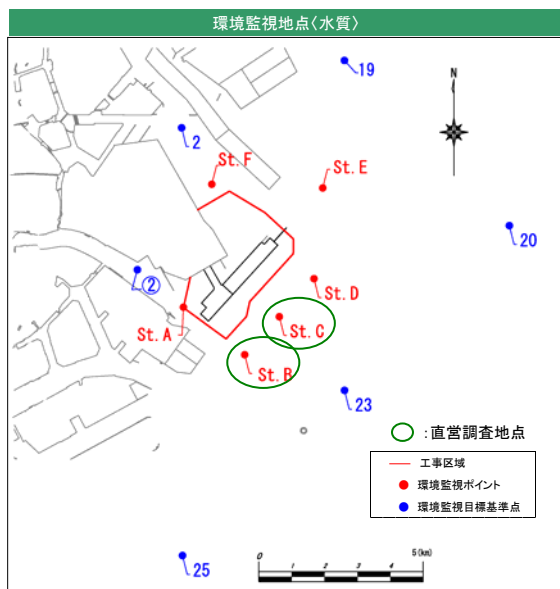 環境監視地点〈水質〉
19
N
2
St. F
St. E
20
②
St. D
St. A
St. C
St. B
23
:直営調査地点
工事区域
環境監視ポイント
環境監視目標基準点
25
0 1 2 3 4 5(km)